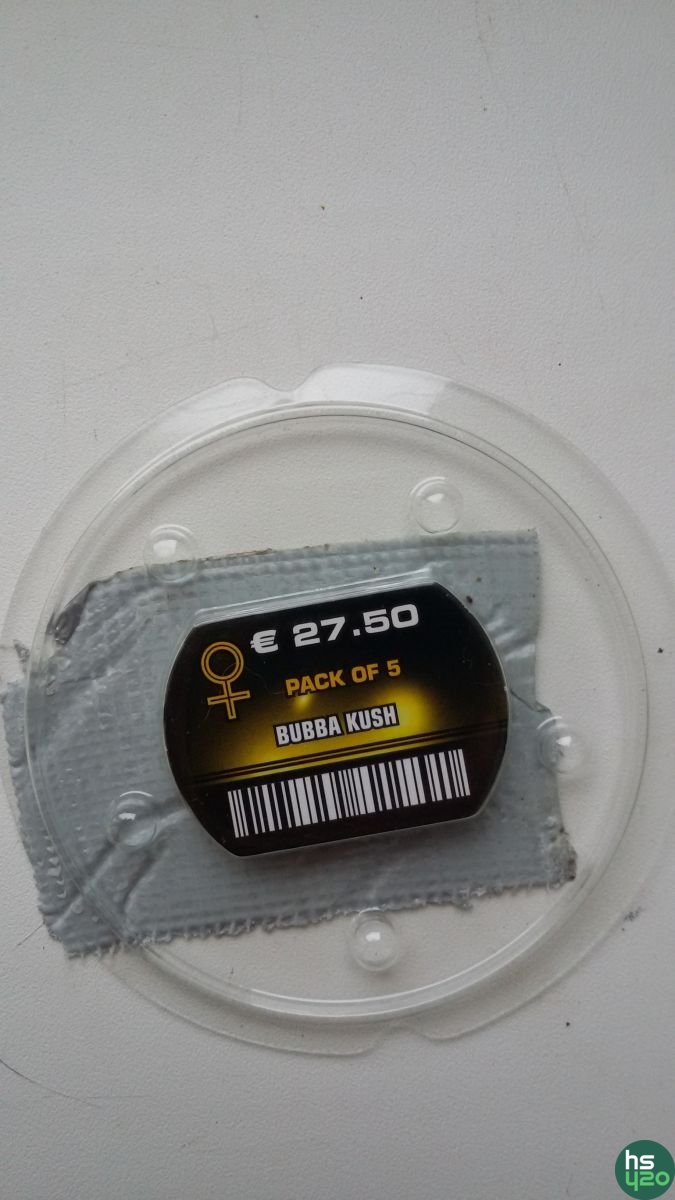 € 27.50
PACK OF 5
BUBBA KUSH
hs
420